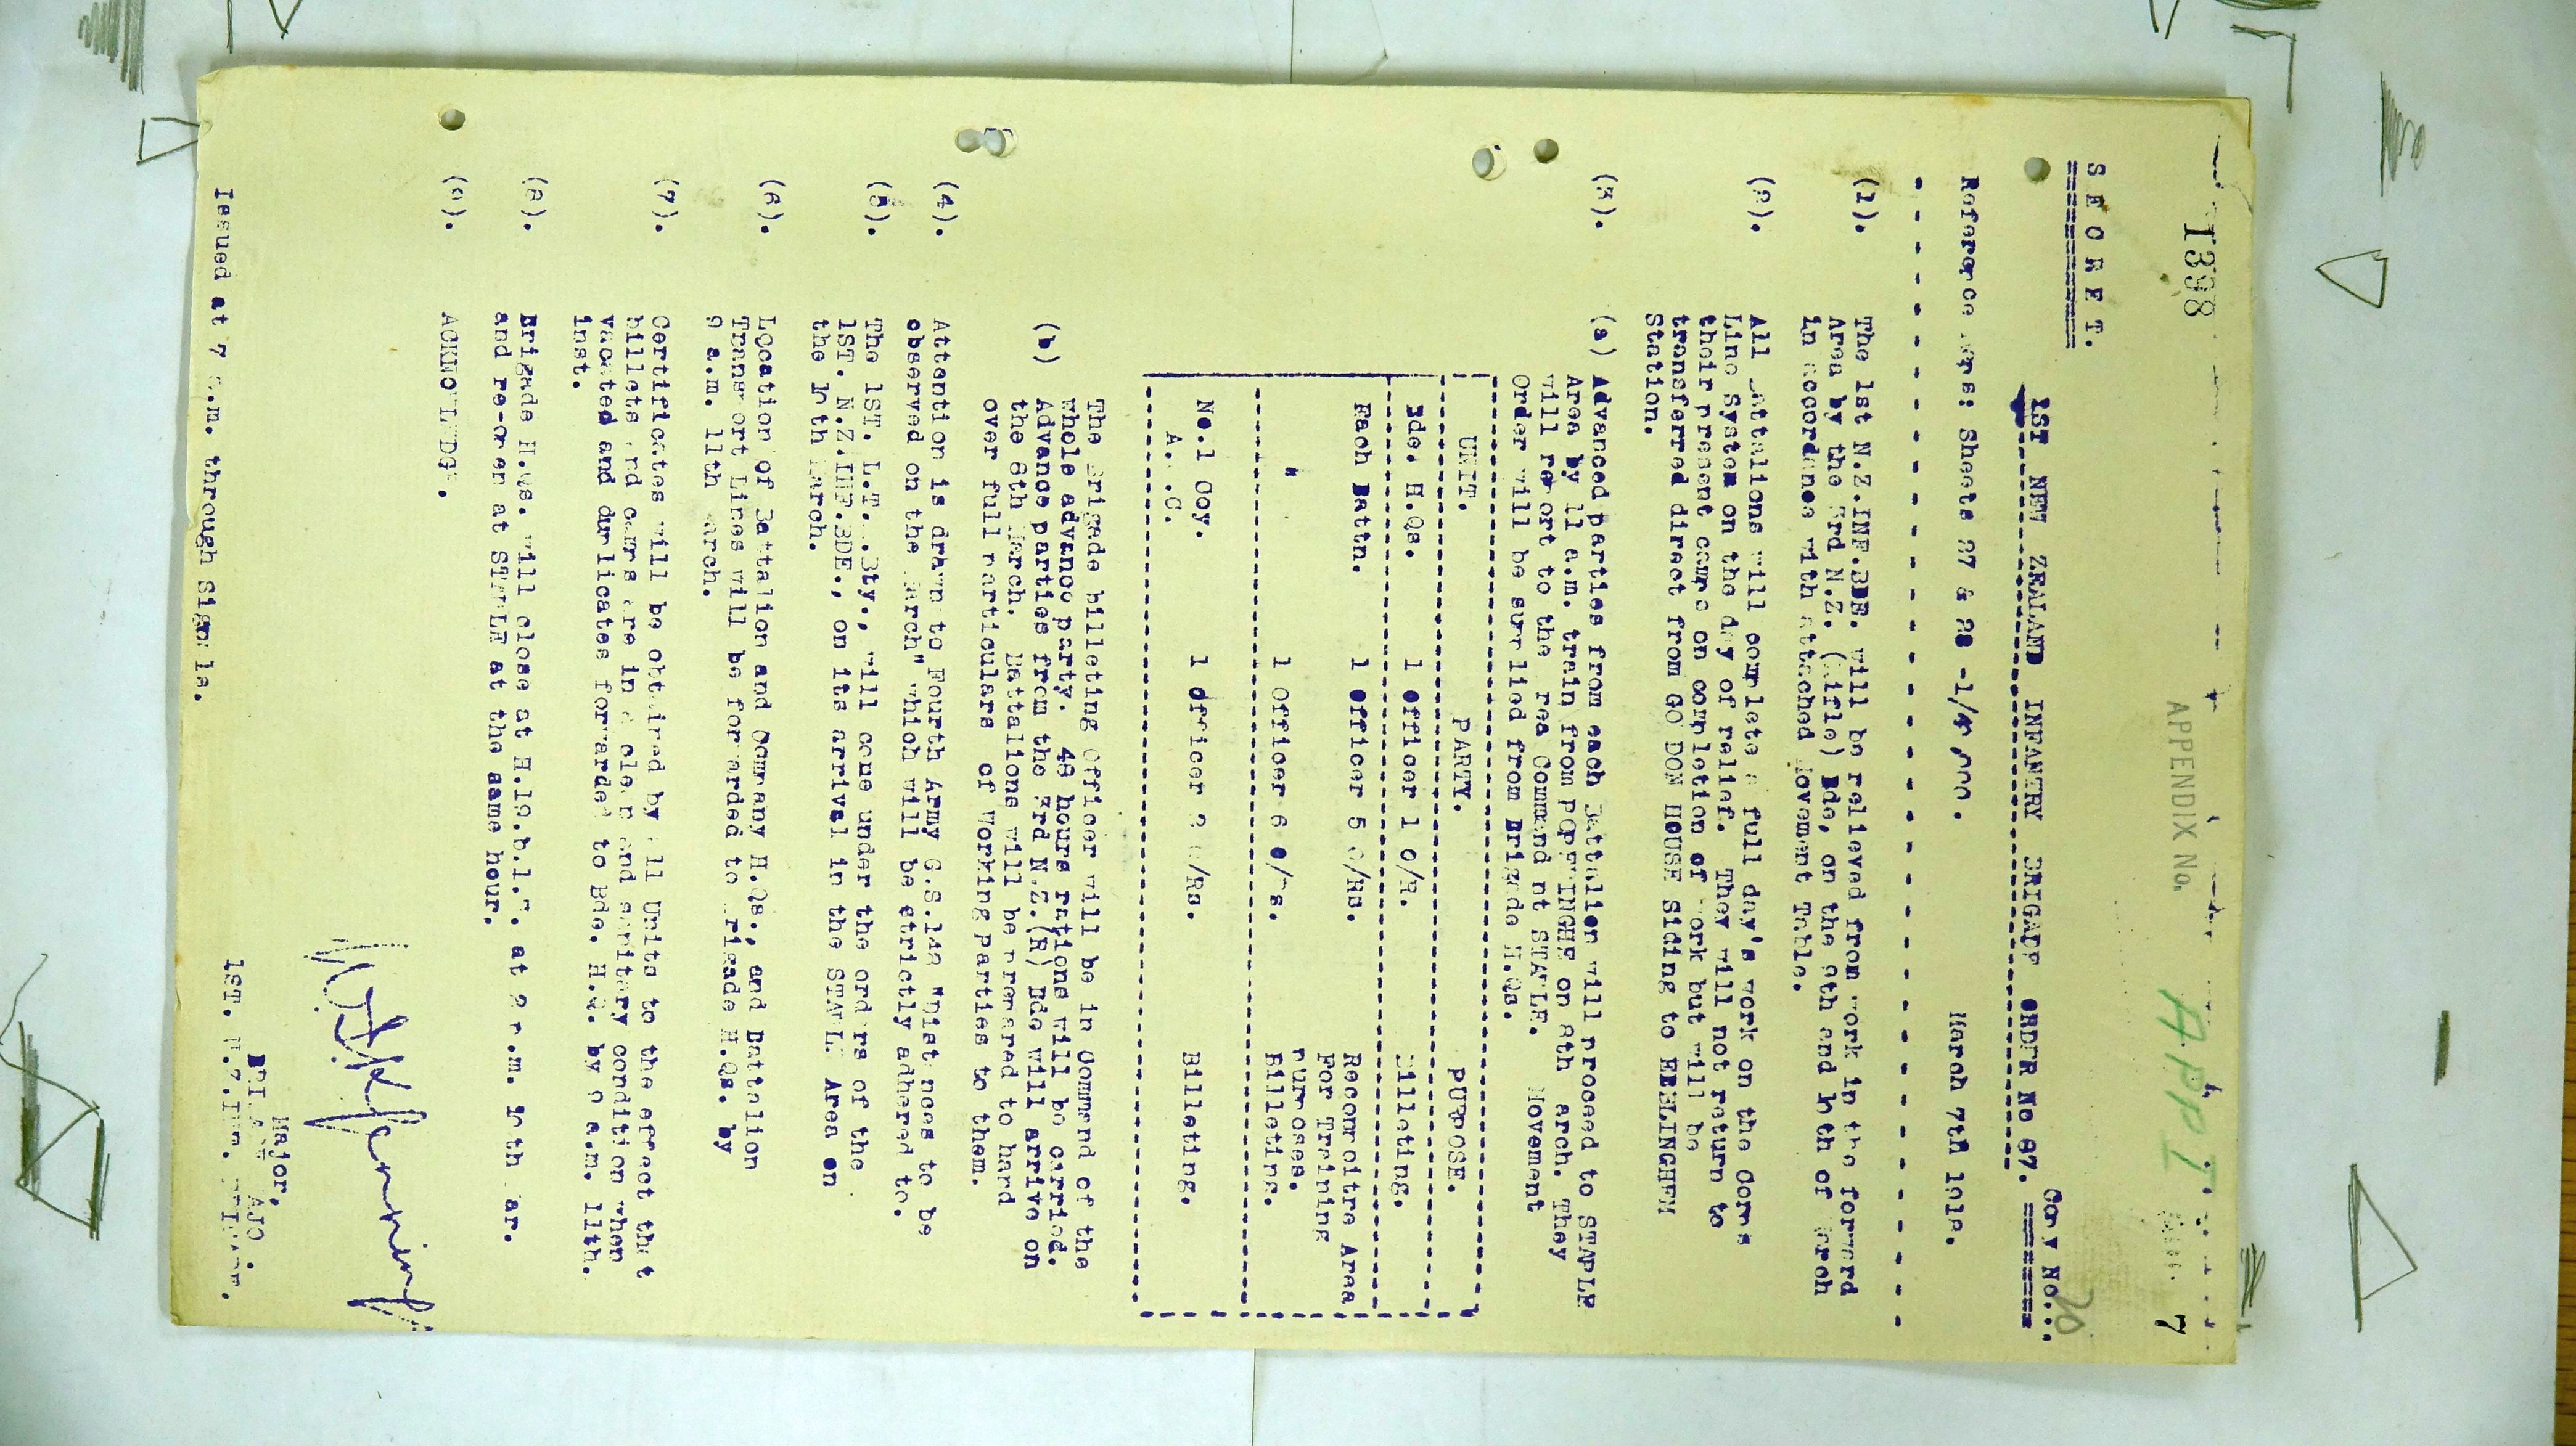 1398
APPENDIX No.
APP I.
7
SECRET.
Copy No....20
1ST NEW ZEALAND INFANTRY BRIGADE ORDER No 87.
March 7th 1918.
Reference Maps: Sheets 27 & 28 -1/40,000.
(1). The 1st N.Z.INF.BDE. will be relieved from work in the forward
Area by the 3rd N.Z. (Rifle) Bde, on the 9th and 10th of March
in accordance with attached Movement Table.
(2). All Battalions will complete a full day's work on the Corps
Line System on the day of relief. They will not return to
their present camps on completion of work but will be
transferred direct from GORDON HOUSE Siding to EBBLINGHEM
Station.
(3). (a) Advanced parties from each Battalion will proceed to STAPLE
Area by 11 a.m. train from POPERINGHE on 8th March. They
will report to the Area Commandant STAPLE. Movement
Order will be supplied from Brigade H.Qs.
UNIT. PARTY. PURPOSE.
Bde. H.Qs. 1 Officer 1 O/R. Billeting.
Each Battn. 1 Officer 5 O/Rs. Reconnoitre Area
For Training
purposes.
" 1 Officer 6 O/Rs. Billeting.
No.1 Coy. 1 Officer 2 O/Rs. Billeting.
A. .C.
The Brigade billeting Officer will be in Command of the
whole advance party. 48 hours rations will be carried.
(b) Advance parties from the 3rd N.Z.(R) Bde will arrive on
the 8th March. Battalions will be prepared to hand
over full particulars of working parties to them.
(4). Attention is drawn to Fourth Army G.S.140 "Distances to be
observed on the March" which will be strictly adhered to.
(5). The 1ST. L.T.M.Bty., will come under the orders of the
1ST. N.Z.INF.BDE., on its arrival in the STAPLE Area on
the 10th March.
(6). Location of Battalion and Company H.Qs., and Battalion
Transport Lines will be forwarded to Brigade H.Qs. by
9 a.m. 11th March.
(7). Certificates will be obtained by all Units to the effect that
billets and camps are in a clean and sanitary condition when
vacated and duplicates forwarded to Bde. H.Q. by 9 a.m. 11th.
inst.
(8). Brigade H.Qs. will close at H.19.b.1.7. at 2 p.m. 10th Mar.
and re-open at STAPLE at the same hour.
(9). ACKNOWLEDGE.
Major,
BRIGADE MAJOR.
Issued at 7 p.m. through Signals.
1ST. N.Z.Inf. Brigade.